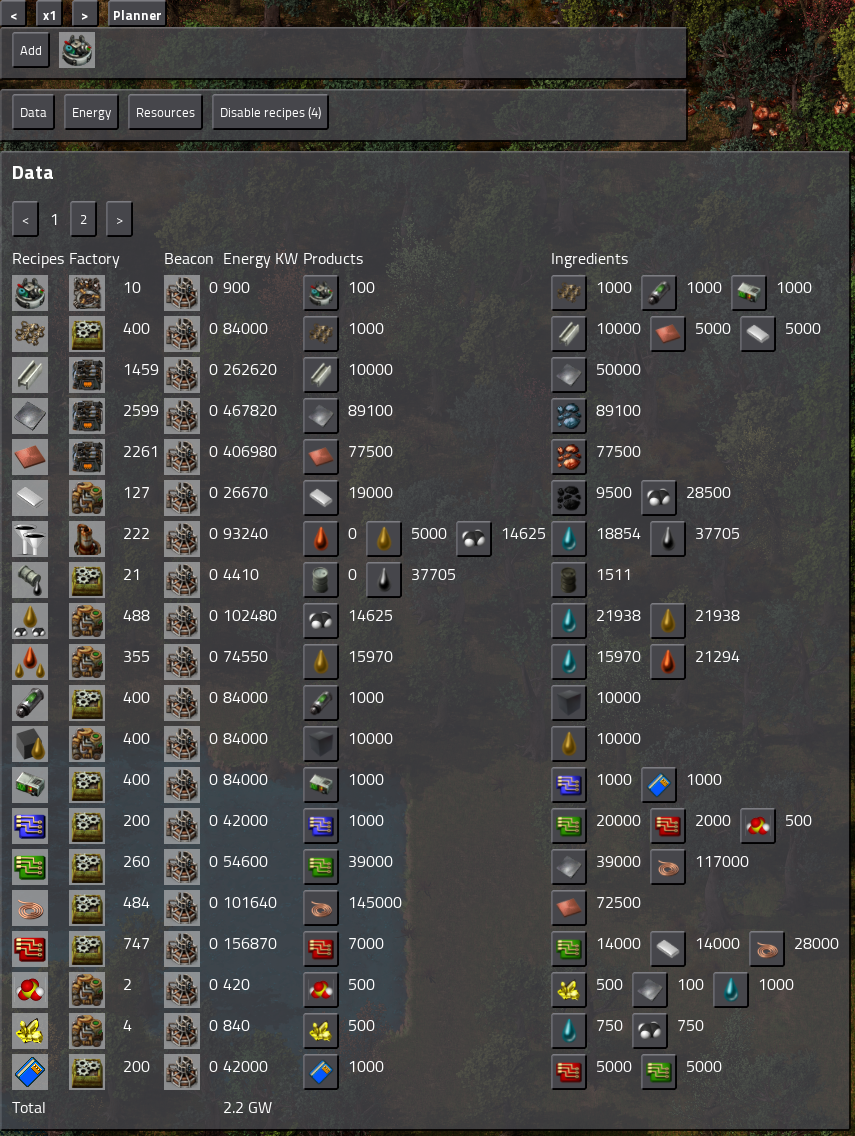 < x1 > Planner
Add
Data Energy Resources Disable recipes (4)
Data
< 1 2 >
Recipes Factory Beacon Energy KW Products Ingredients
10 0 900 100 1000 1000 1000
400 0 84000 1000 10000 5000 5000
1459 0 262620 10000 50000
2599 0 467820 89100 89100
2261 0 406980 77500 77500
127 0 26670 19000 9500 28500
222 0 93240 0 5000 14625 18854 37705
21 0 4410 0 37705 1511
488 0 102480 14625 21938 21938
355 0 74550 15970 15970 21294
400 0 84000 1000 10000
400 0 84000 10000 10000
400 0 84000 1000 1000 1000
200 0 42000 1000 20000 2000 500
260 0 54600 39000 39000 117000
484 0 101640 145000 72500
747 0 156870 7000 14000 14000 28000
2 0 420 500 500 100 1000
4 0 840 500 750 750
200 0 42000 1000 5000 5000
Total 2.2 GW